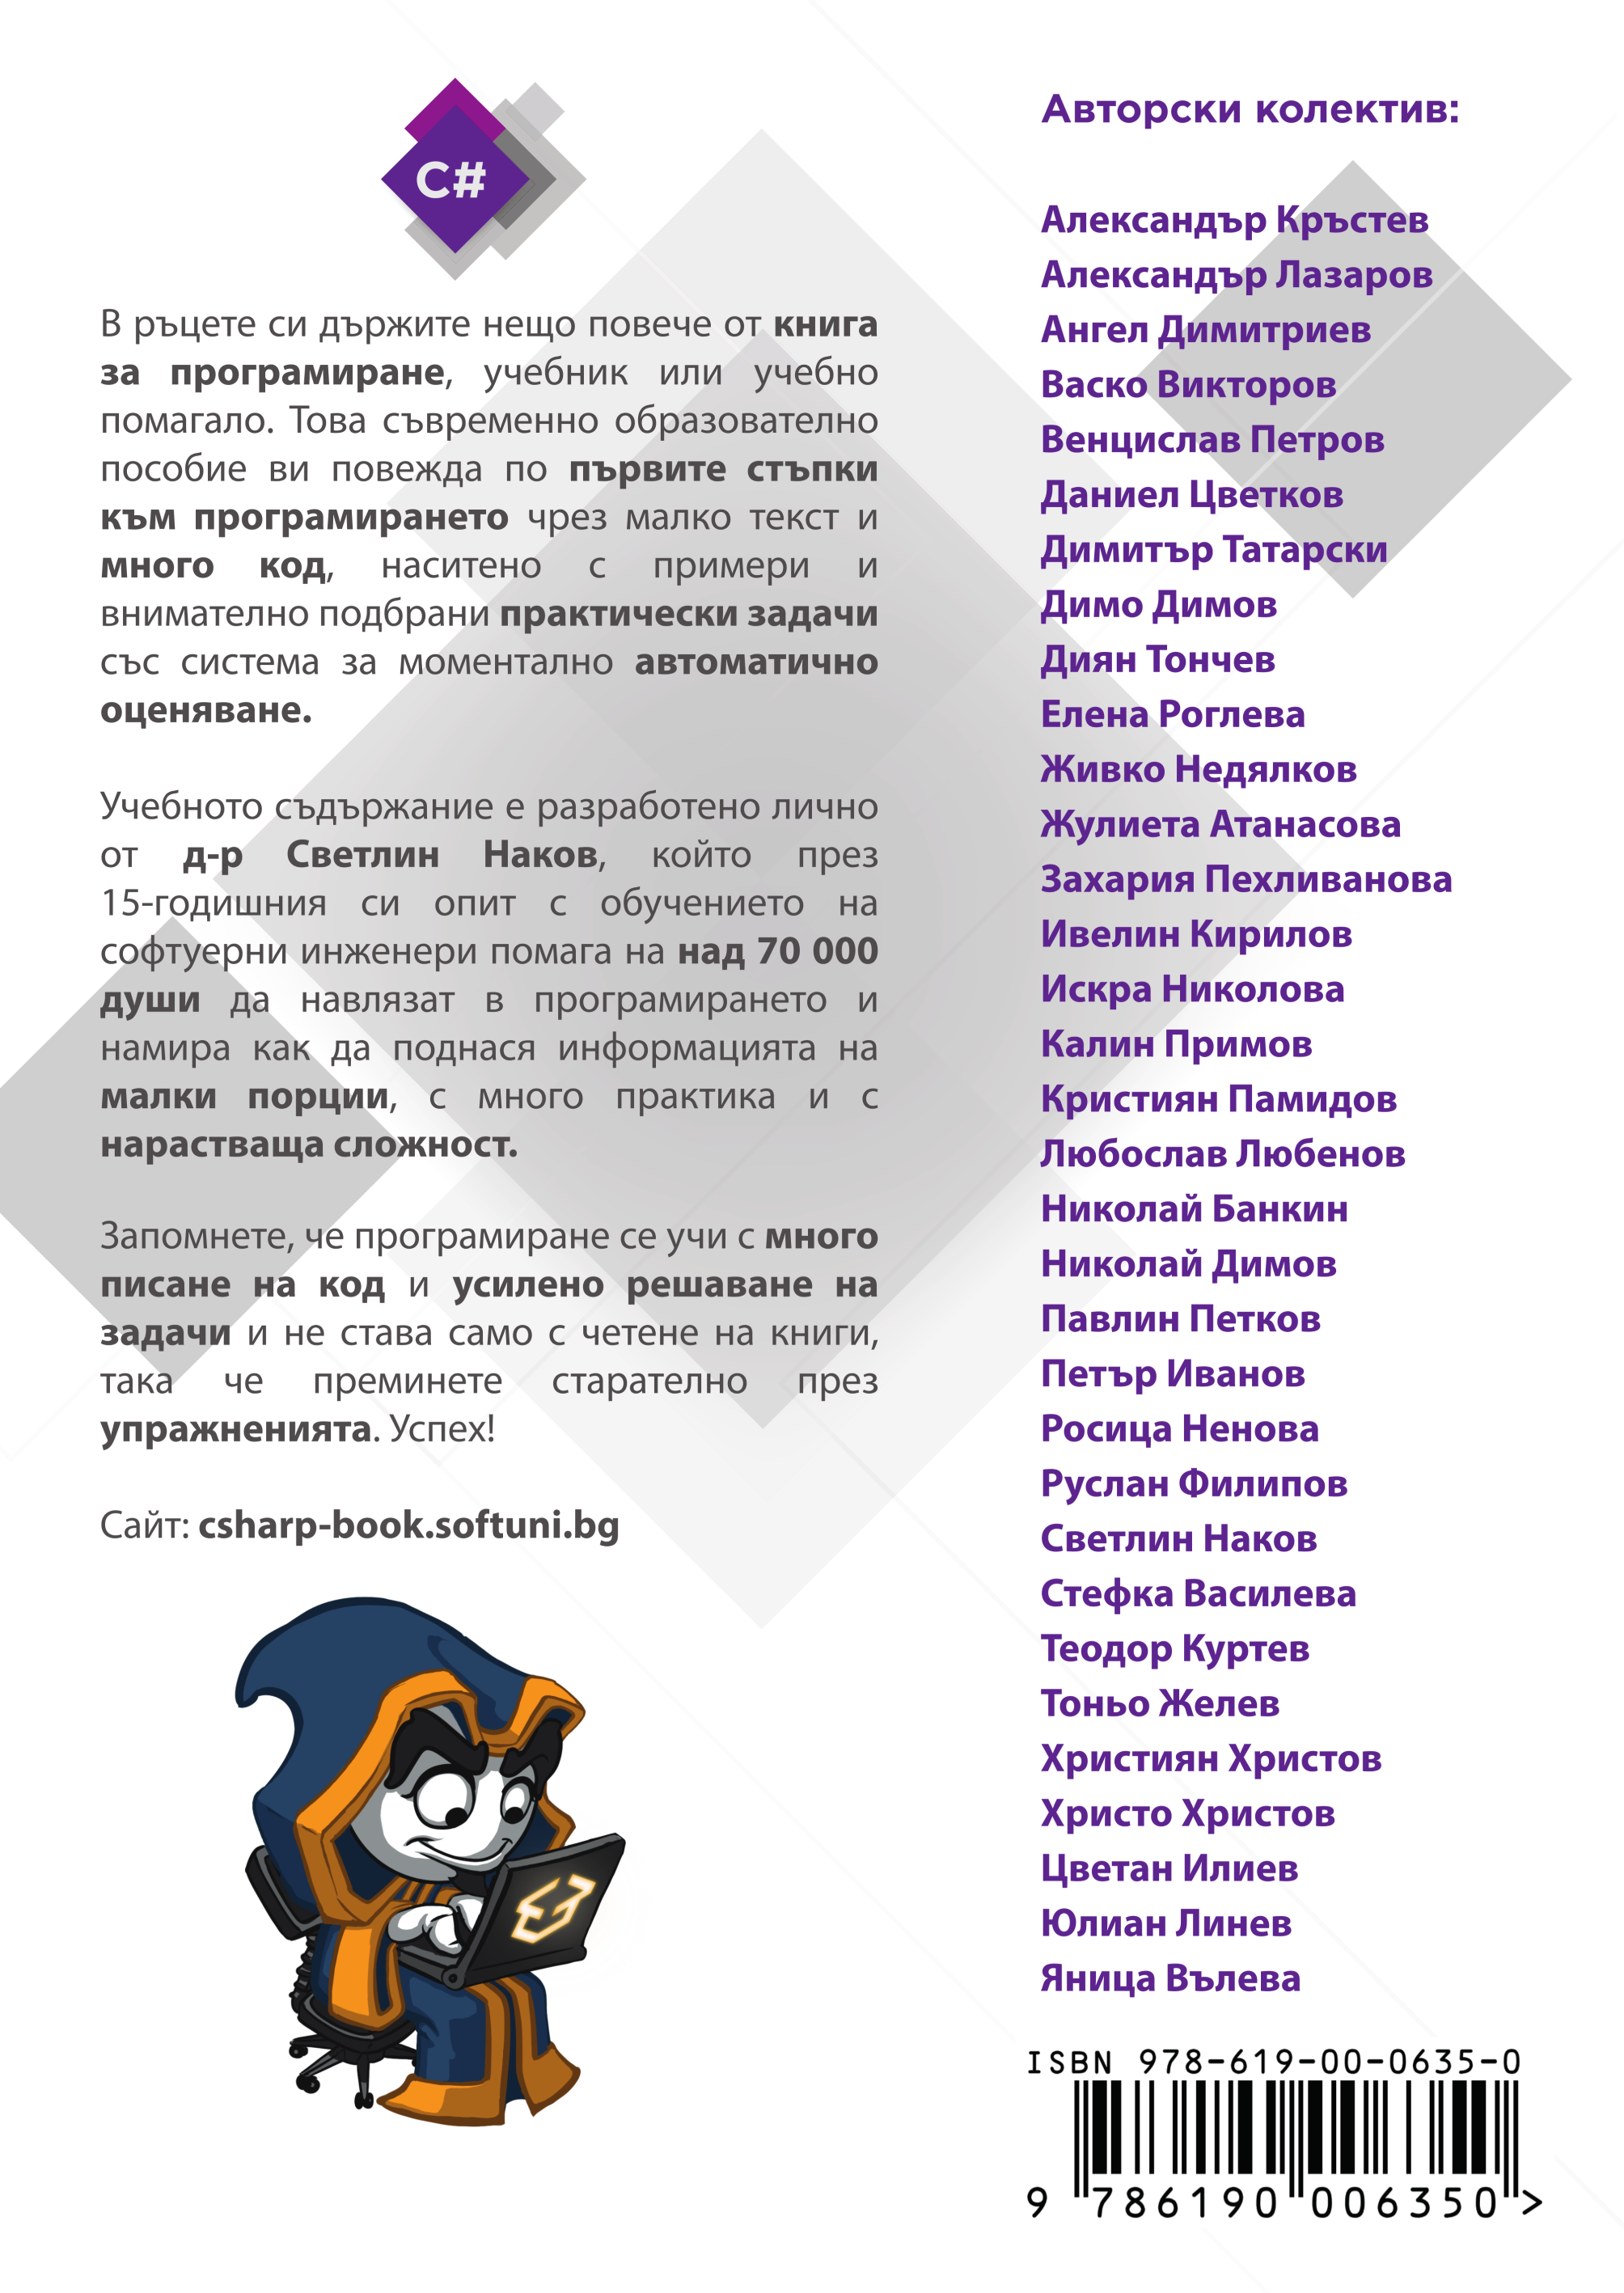 C#
В ръцете си държите нещо повече от книга
за програмиране, учебник или учебно
помагало. Това съвременно образователно
пособие ви повежда по първите стъпки
към програмирането чрез малко текст и
много код, наситено с примери и
внимателно подбрани практически задачи
със система за моментално автоматично
оценяване.
Учебното съдържание е разработено лично
от д-р Светлин Наков, който през
15-годишния си опит с обучението на
софтуерни инженери помага на над 70 000
души да навлязат в програмирането и
намира как да поднася информацията на
малки порции, с много практика и с
нарастваща сложност.
Запомнете, че програмиране се учи с много
писане на код и усилено решаване на
задачи и не става само с четене на книги,
така че преминете старателно през
упражненията. Успех!
Сайт: csharp-book.softuni.bg
Авторски колектив:
Александър Кръстев
Александър Лазаров
Ангел Димитриев
Васко Викторов
Венцислав Петров
Даниел Цветков
Димитър Татарски
Димо Димов
Диян Тончев
Елена Роглева
Живко Недялков
Жулиета Атанасова
Захария Пехливанова
Ивелин Кирилов
Искра Николова
Калин Примов
Кристиян Памидов
Любослав Любенов
Николай Банкин
Николай Димов
Павлин Петков
Петър Иванов
Росица Ненова
Руслан Филипов
Светлин Наков
Стефка Василева
Теодор Куртев
Тоньо Желев
Християн Христов
Христо Христов
Цветан Илиев
Юлиан Линев
Яница Вълева
ISBN 978-619-00-0635-0
9 786190 006350 >